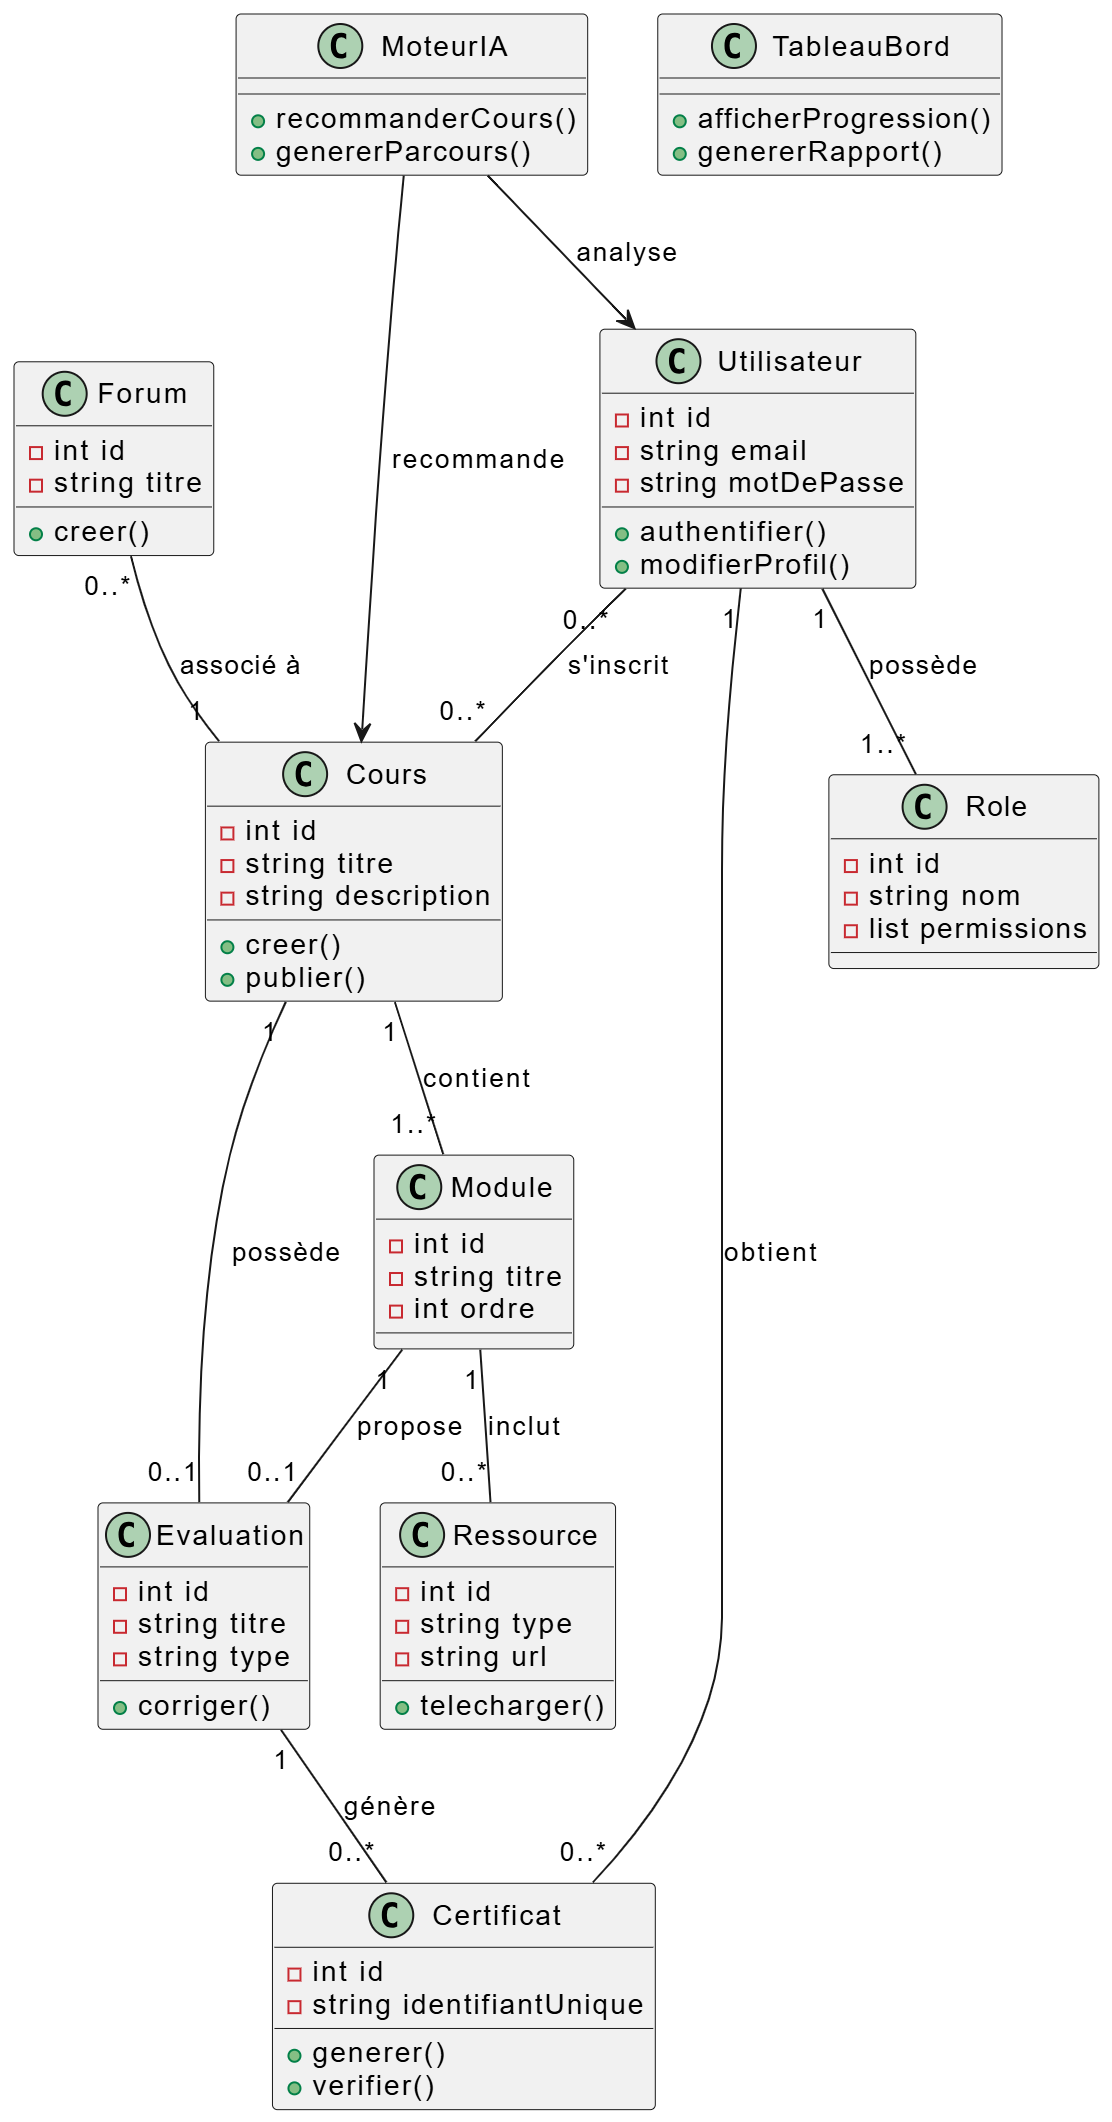 C MoteurIA
recommanderCours()
genererParcours()
C TableauBord
afficherProgression()
genererRapport()
analyse
recommande
C Forum
int id
string titre
creer()
C Utilisateur
int id
string email
string motDePasse
authentifier()
modifierProfil()
0..*
associé à
1
0..*
s'inscrit
0..*
1
1
possède
1..*
C Cours
int id
string titre
string description
creer()
publier()
C Role
int id
string nom
list permissions
1
1
contient
1..*
possède
C Module
int id
string titre
int ordre
obtient
1
propose
1
inclut
0..1
0..1
0..*
C Evaluation
int id
string titre
string type
corriger()
C Ressource
int id
string type
string url
telecharger()
1
génère
0..*
0..*
C Certificat
int id
string identifiantUnique
generer()
verifier()